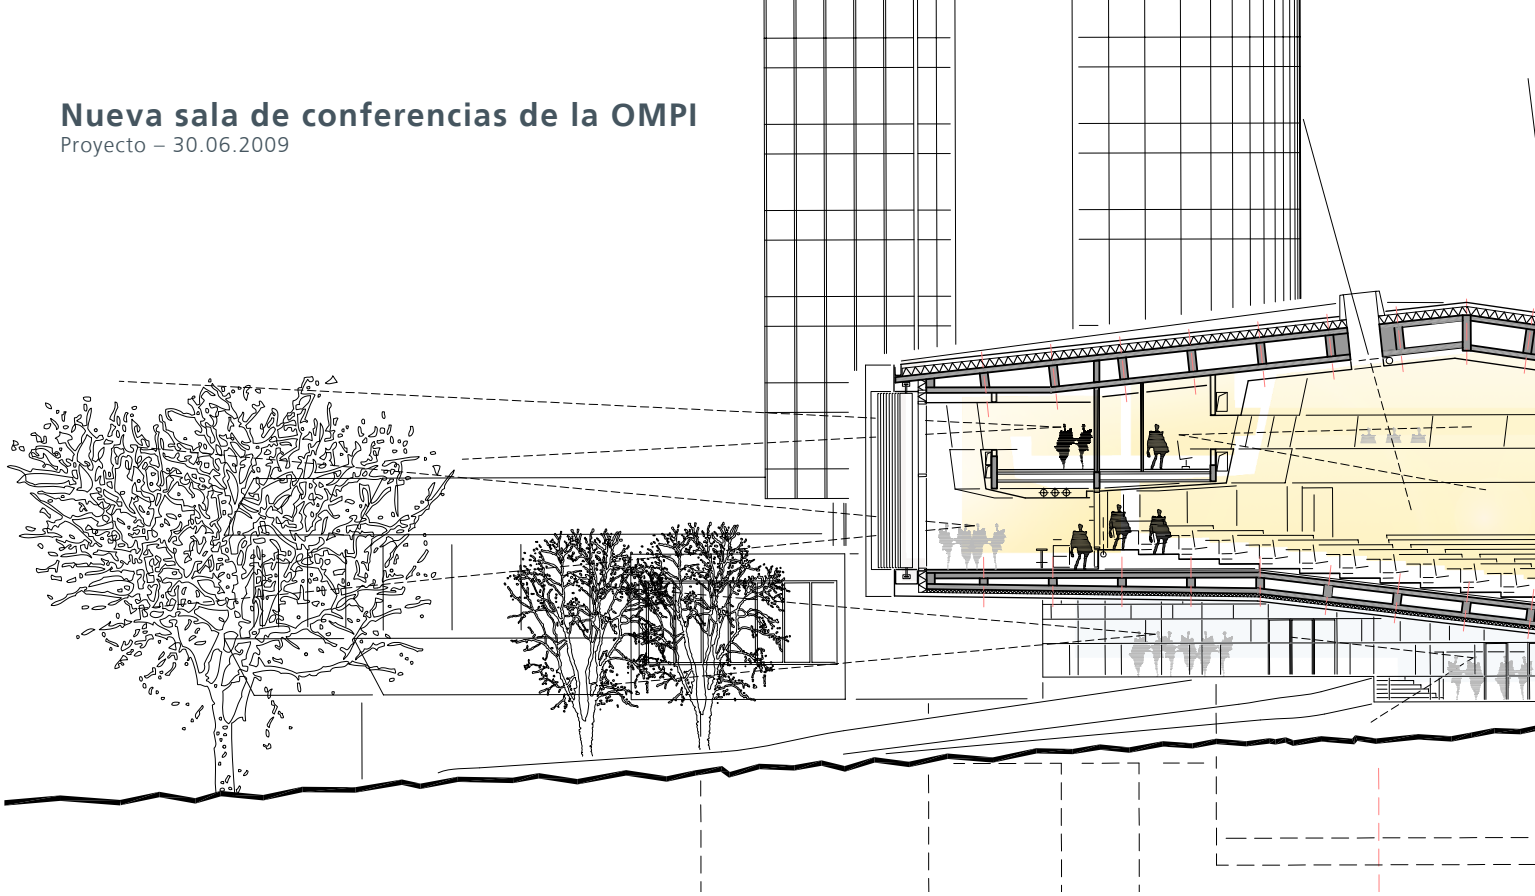 Nueva sala de conferencias de la OMPI
Proyecto – 30.06.2009